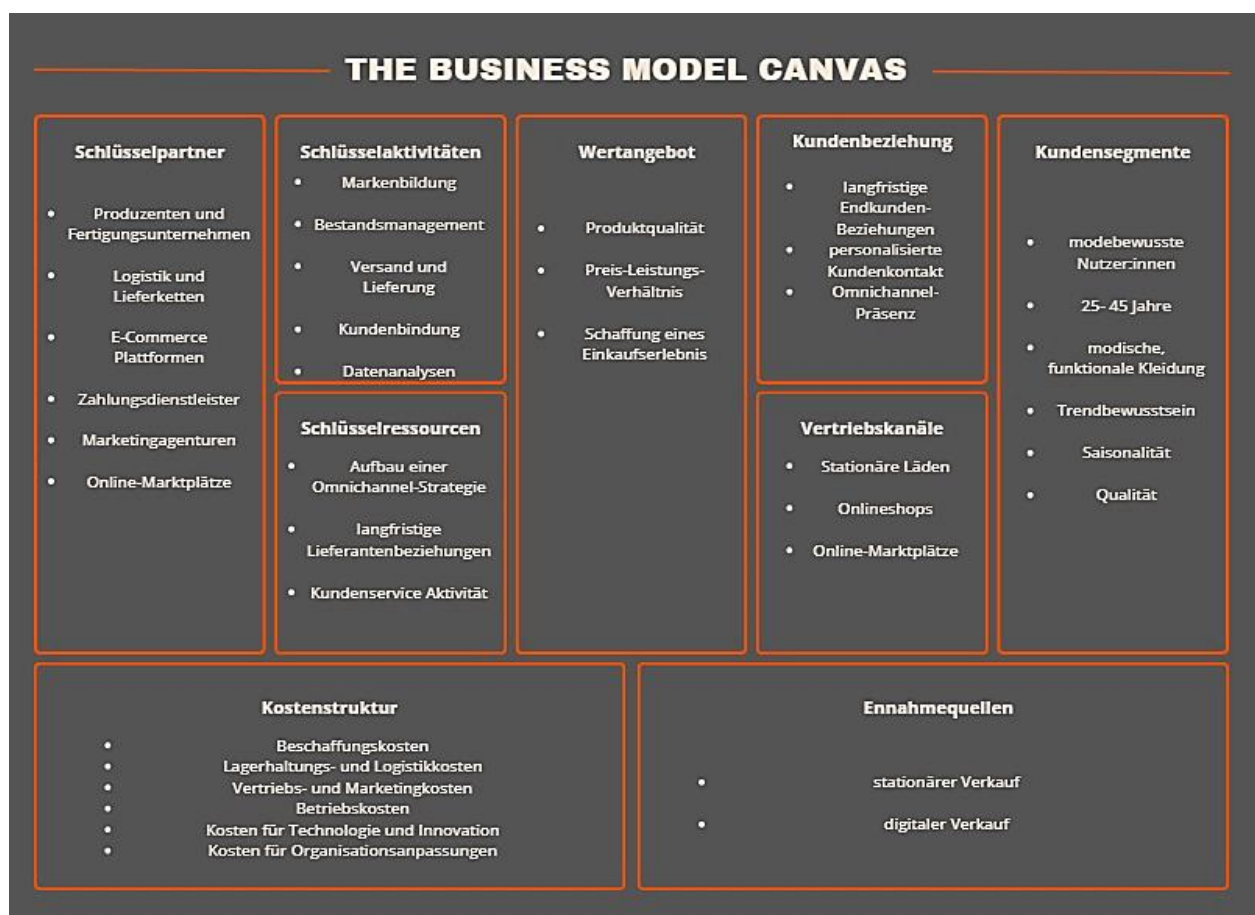 THE BUSINESS MODEL CANVAS
Schlüsselpartner
• Produzenten und
Fertigungsunternehmen
• Logistik und
Lieferketten
• E-Commerce
Plattformen
• Zahlungsdienstleister
• Marketingagenturen
• Online-Marktplätze
Schlüsselaktivitäten
• Markenbildung
• Bestandsmanagement
• Versand und
Lieferung
• Kundenbindung
• Datenanalysen
Schlüsselressourcen
• Aufbau einer
Omnichannel-Strategie
• langfristige
Lieferantenbeziehungen
• Kundenservice Aktivität
Wertangebot
• Produktqualität
• Preis-Leistungs-
Verhältnis
• Schaffung eines
Einkaufserlebnis
Kundenbeziehung
• langfristige
Endkunden-
Beziehungen
• personalisierte
Kundenkontakt
• Omnichannel-
Präsenz
Vertriebskanäle
• Stationäre Läden
• Onlineshops
• Online-Marktplätze
Kundensegmente
• modebewusste
Nutzer:innen
• 25- 45 Jahre
• modische,
funktionale Kleidung
• Trendbewusstsein
• Saisonalität
• Qualität
Kostenstruktur
• Beschaffungskosten
• Lagerhaltungs- und Logistikkosten
• Vertriebs- und Marketingkosten
• Betriebskosten
• Kosten für Technologie und Innovation
• Kosten für Organisationsanpassungen
Ennahmequellen
• stationärer Verkauf
• digitaler Verkauf